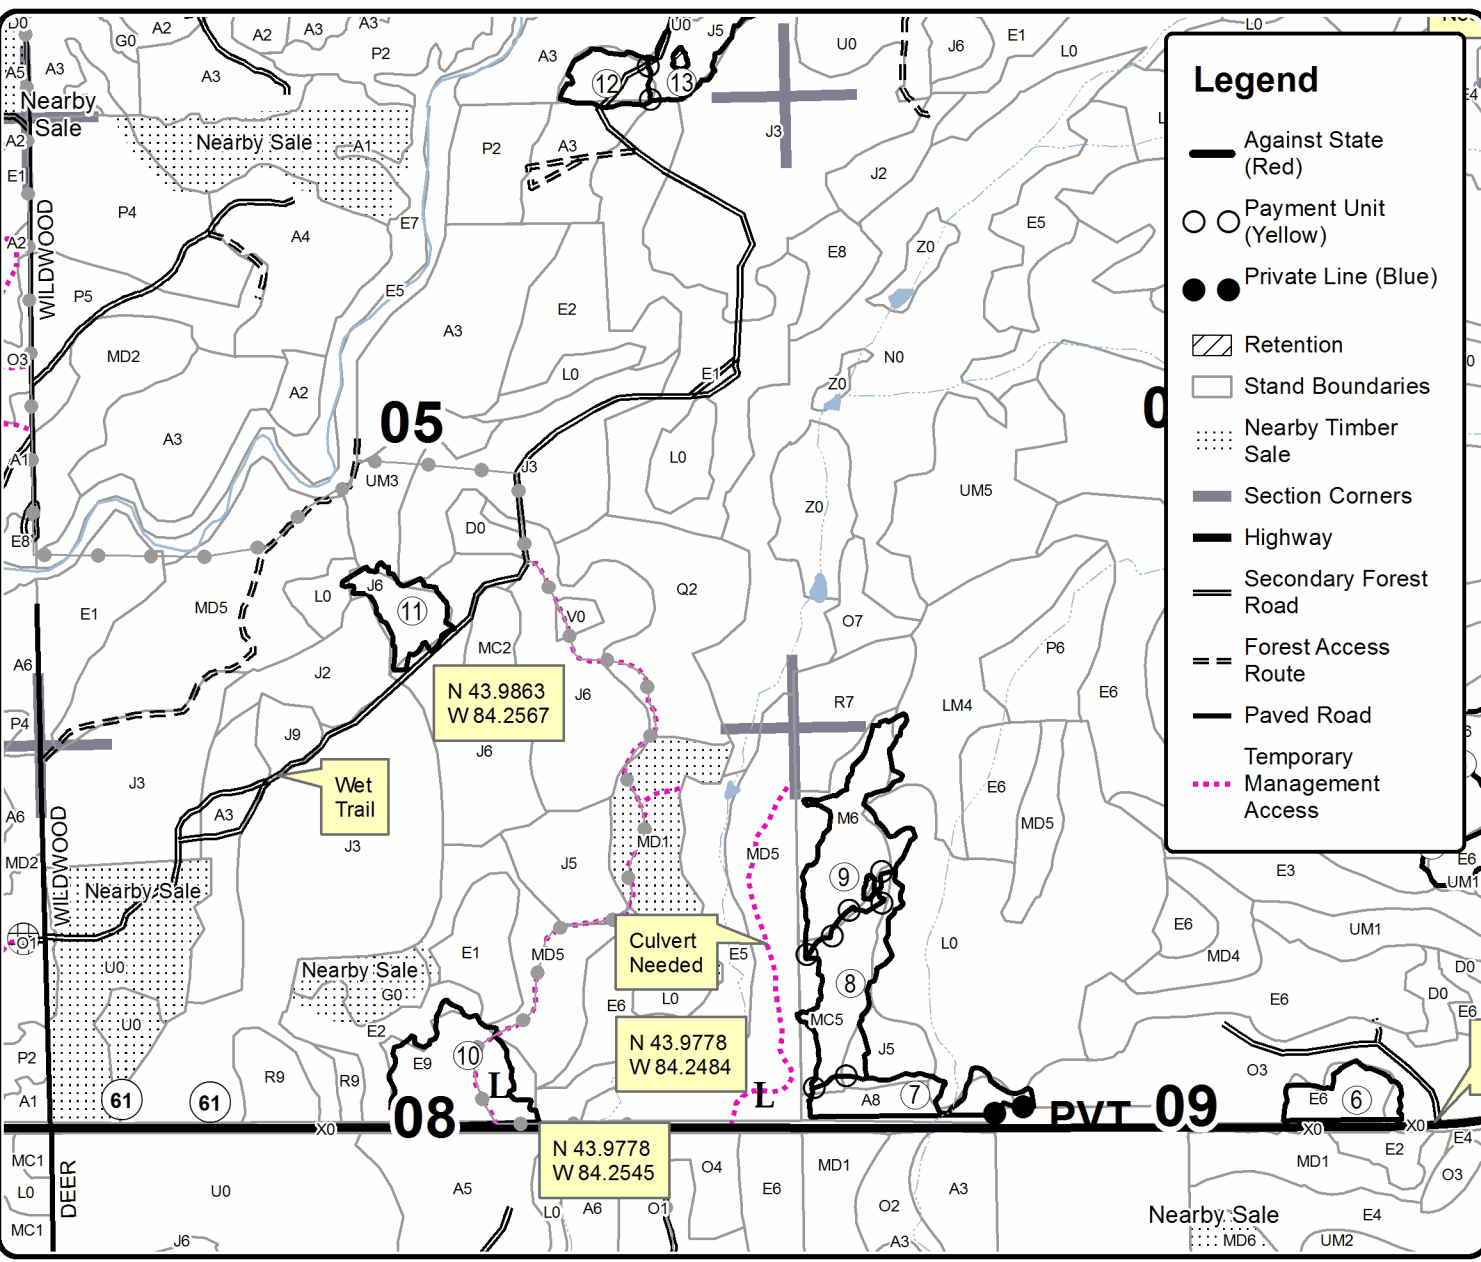 D0
G0
A2
A2
A3
A3
P2
A3
U0
J5
U0
J6
E1
L0
L0
A5
A3
A3
12
13
Nearby
Sale
Nearby Sale
A1
P2
A3
J3
J2
A2
E1
P4
A4
E7
WILDWOOD
A2
P5
E5
E8
Z0
E5
O3
MD2
A2
A3
E2
L0
E1
Z0
N0
A3
05
A1
UM3
J3
L0
Z0
UM5
D0
E8
E1
MD5
L0
J6
11
V0
Q2
O7
A6
J2
MC2
P6
E6
N 43.9863
W 84.2567
J6
R7
LM4
P4
J9
J6
J3
Wet
Trail
A3
A6
J3
E6
M6
MD5
MD1
MD5
MD2
J5
9
WILDWOOD
Nearby Sale
O1
U0
Nearby Sale
G0
E1
MD5
Culvert
Needed
E5
L0
E6
L0
8
MC5
U0
E2
E9
10
N 43.9778
W 84.2484
J5
P2
R9
R9
A1
61
61
L
L
08
A8
7
PVT
09
E6
6
O3
X0
X0
X0
N 43.9778
W 84.2545
MC1
L0
MC1
DEER
U0
J6
A5
L0
A6
O1
O4
E6
MD1
O2
A3
A3
Nearby Sale
MD6
UM2
E4
MD1
E2
E4
O3
E3
E6
UM1
E6
MD4
UM1
D0
D0
E6
E6
Legend
Against State
(Red)
Payment Unit
(Yellow)
Private Line (Blue)
Retention
Stand Boundaries
Nearby Timber
Sale
Section Corners
Highway
Secondary Forest
Road
Forest Access
Route
Paved Road
Temporary
Management
Access